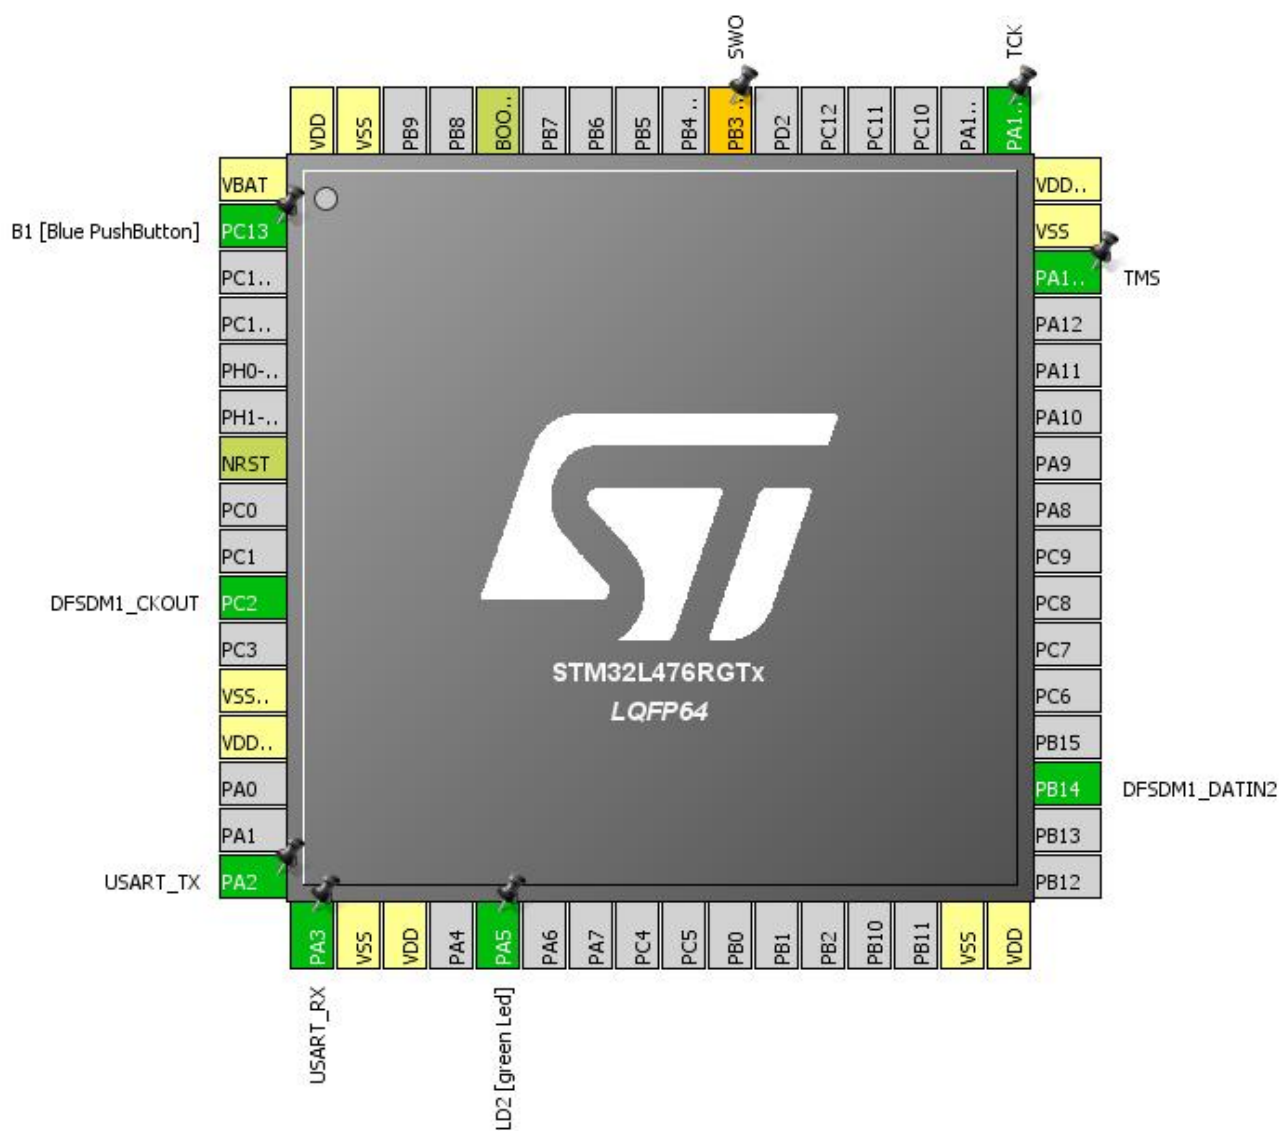 SWO
TCK
VDD
VSS
PB9
PB8
BOO..
PB7
PB6
PB5
PB4 ..
PB3 ..
PD2
PC12
PC11
PC10
PA1..
PA1..
VBAT
B1 [Blue PushButton]
PC13
PC1..
PC1..
PH0-..
PH1-..
NRST
PC0
PC1
DFSDM1_CKOUT
PC2
PC3
VSS..
VDD..
PA0
PA1
USART_TX
PA2
ST
STM32L476RGTx
LQFP64
VDD..
VSS
PA1..
TMS
PA12
PA11
PA10
PA9
PA8
PC9
PC8
PC7
PC6
PB15
PB14
DFSDM1_DATIN2
PB13
PB12
PA3
VSS
VDD
PA4
PA5
PA6
PA7
PC4
PC5
PB0
PB1
PB2
PB10
PB11
VSS
VDD
USART_RX
LD2 [green Led]